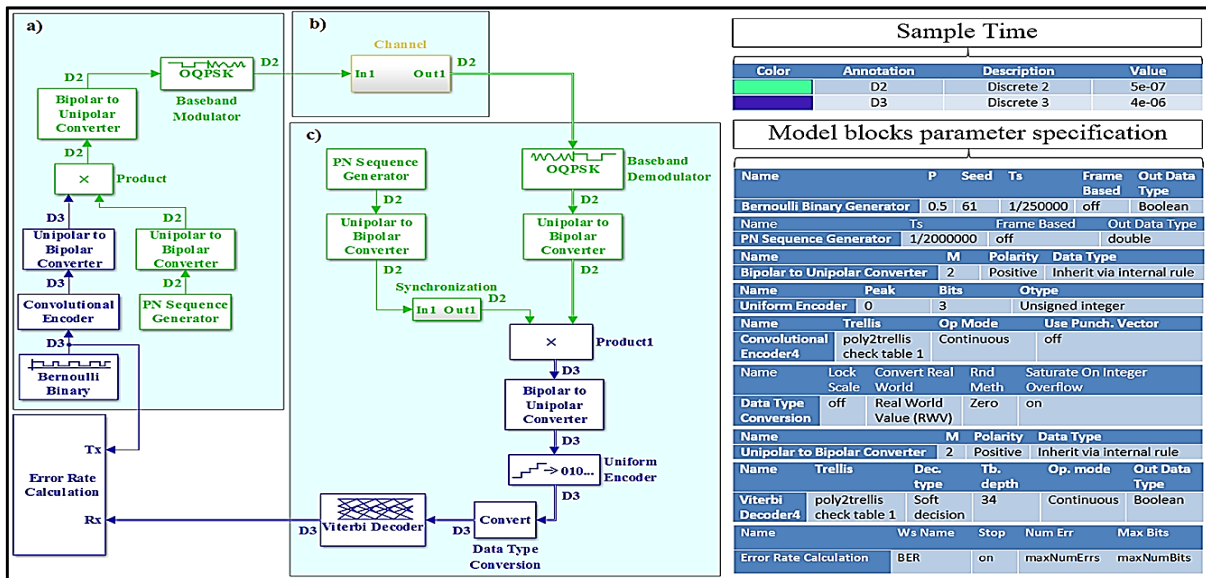 a)
D2
OQPSK
D2
Baseband
Modulator
Bipolar to
Unipolar
Converter
D2
×
Product
D3
D2
Unipolar to
Bipolar
Converter
Unipolar to
Bipolar
Converter
D3
D2
Convolutional
Encoder
PN Sequence
Generator
D3
Bernoulli
Binary
Tx
Error Rate
Calculation
Rx
b)
Channel
In1 Out1
D2
c)
PN Sequence
Generator
D2
Unipolar to
Bipolar
Converter
D2
Synchronization
In1 Out1
D2
OQPSK
Baseband
Demodulator
D2
Unipolar to
Bipolar
Converter
D2
×
Product1
D3
Bipolar to
Unipolar
Converter
D3
010...
Uniform
Encoder
D3
Convert
Data Type
Conversion
D3
Viterbi Decoder
D3
Sample Time
Color Annotation Description Value
D2 Discrete 2 5e-07
D3 Discrete 3 4e-06
Model blocks parameter specification
Name P Seed Ts Frame Based Out Data Type
Bernoulli Binary Generator 0.5 61 1/250000 off Boolean
Name Ts Frame Based Out Data Type
PN Sequence Generator 1/2000000 off double
Name M Polarity Data Type
Bipolar to Unipolar Converter 2 Positive Inherit via internal rule
Name Peak Bits Otype
Uniform Encoder 0 3 Unsigned integer
Name Trellis Op Mode Use Punch. Vector
Convolutional Encoder4 poly2trellis check table 1 Continuous off
Name Lock Scale Convert Real World Rnd Meth Saturate On Integer Overflow
Data Type Conversion off Real World Value (RWV) Zero on
Name M Polarity Data Type
Unipolar to Bipolar Converter 2 Positive Inherit via internal rule
Name Trellis Dec. type Tb. depth Op. mode Out Data Type
Viterbi Decoder4 poly2trellis check table 1 Soft decision 34 Continuous Boolean
Name Ws Name Stop Num Err Max Bits
Error Rate Calculation BER on maxNumErrs maxNumBits